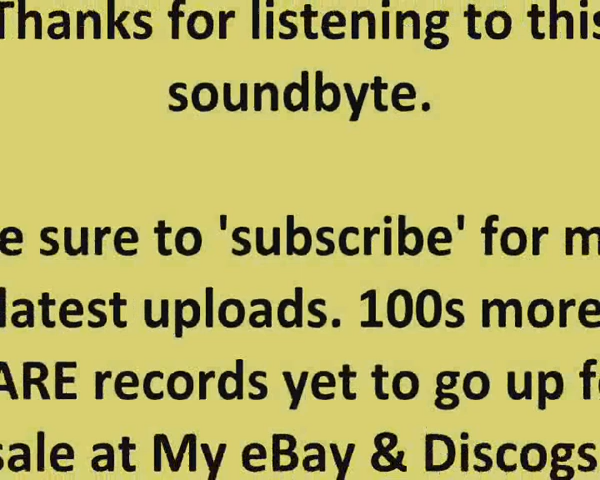 Thanks for listening to this
soundbyte.
e sure to 'subscribe' for m
latest uploads. 100s more
ARE records yet to go up f
sale at My eBay & Discogs